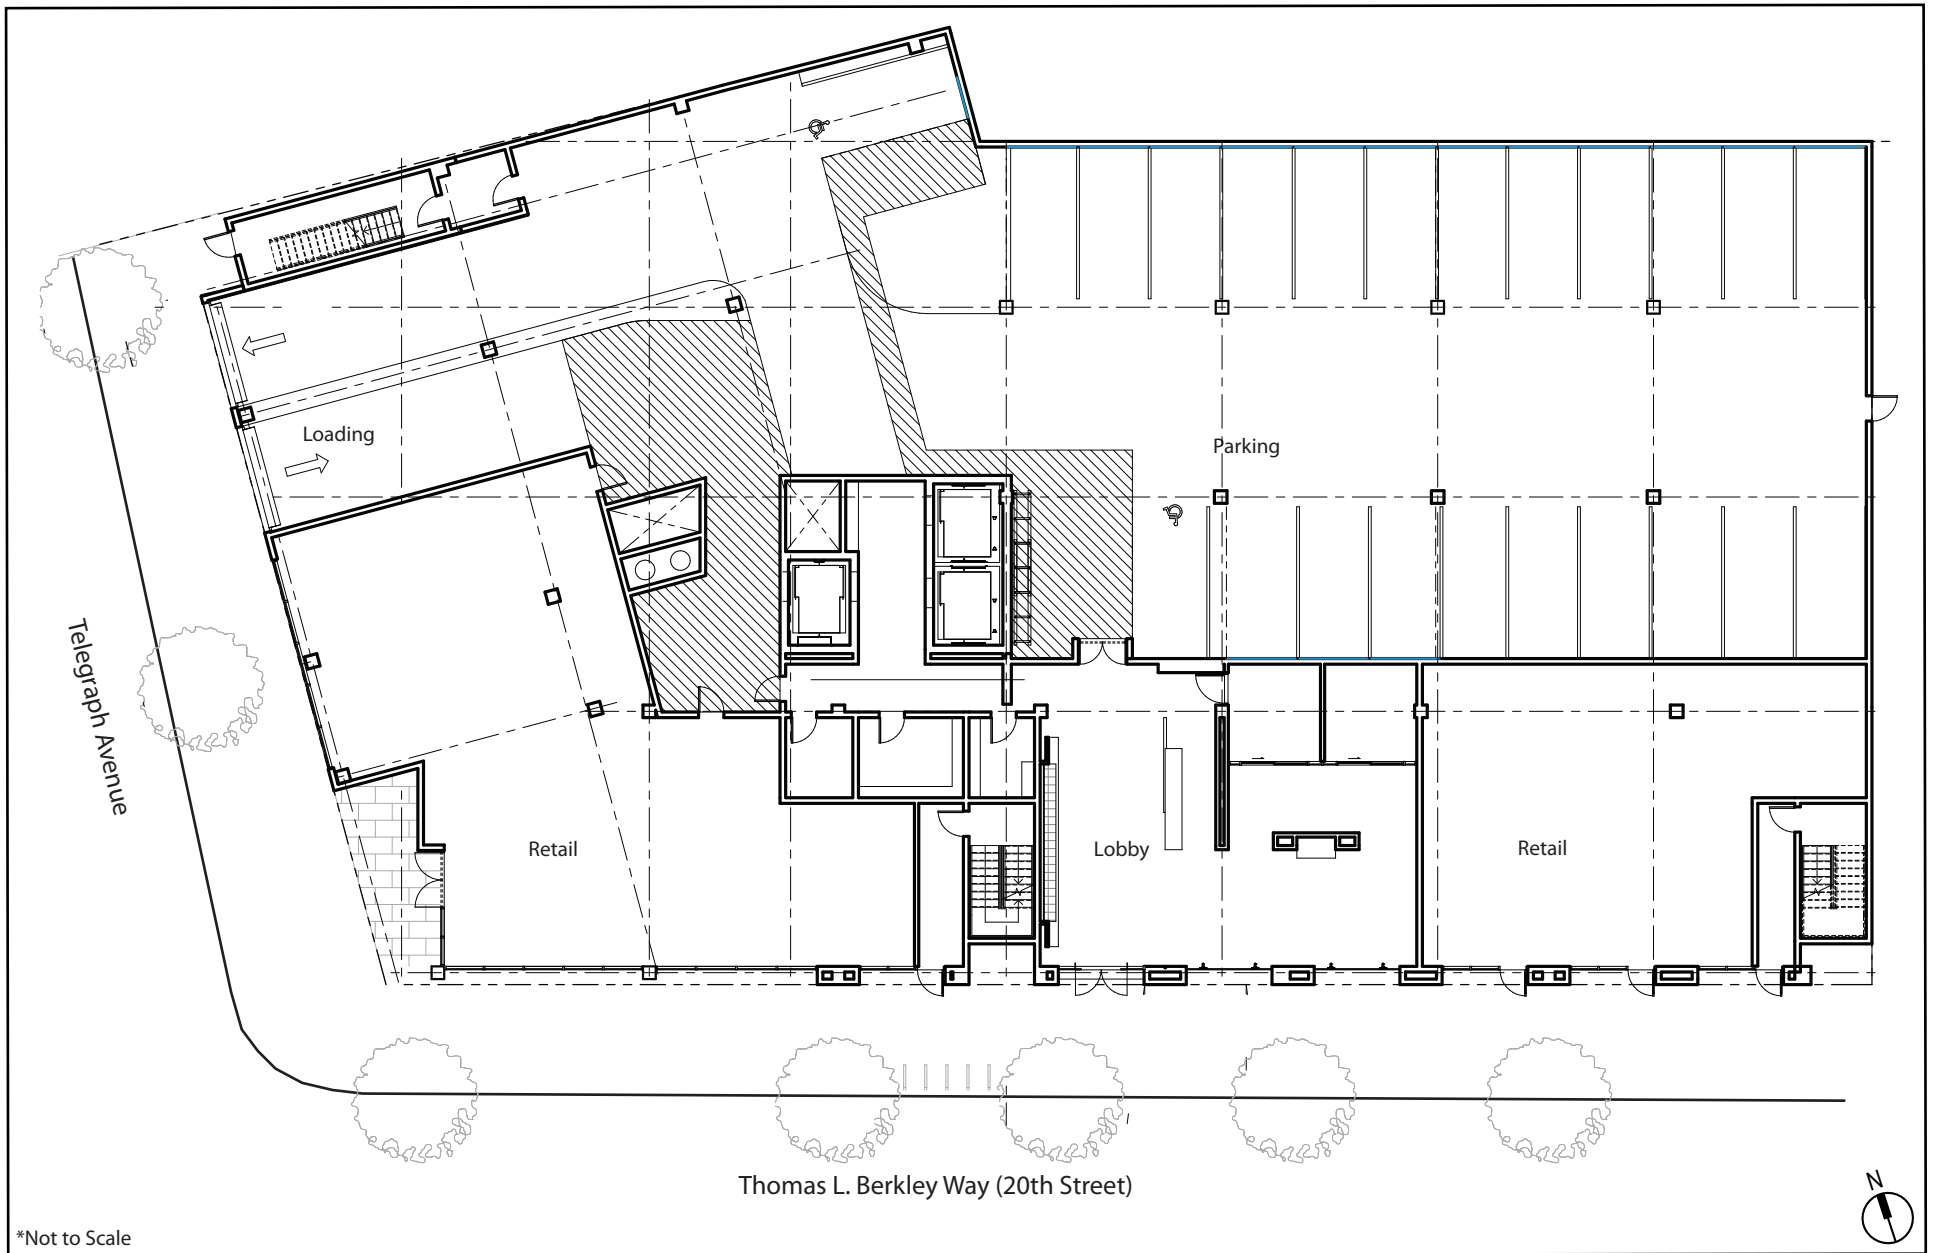 Loading
Parking
Telegraph Avenue
Retail
Lobby
Retail
Thomas L. Berkley Way (20th Street)
N
*Not to Scale